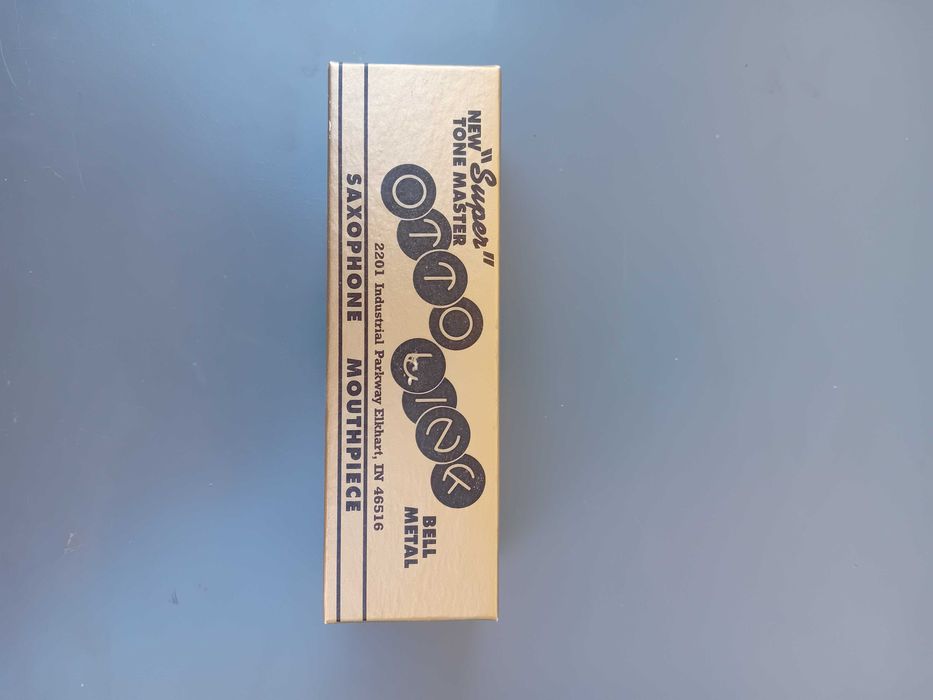 NEW "Super"
TONE MASTER
OTTO LINK
BELL
METAL
2201 Industrial Parkway Elkhart, IN 46516
SAXOPHONE MOUTHPIECE